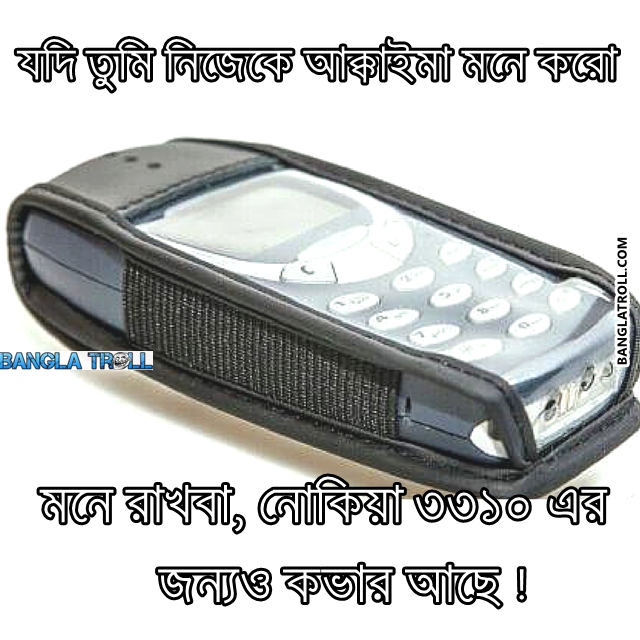 যদি তুমি নিজেকে আক্কাইমা মনে করো
BANGLATROLL.COM
BANGLA TROLL
মনে রাখবা, নোকিয়া ৩৩১০ এর
জন্যও কভার আছে !